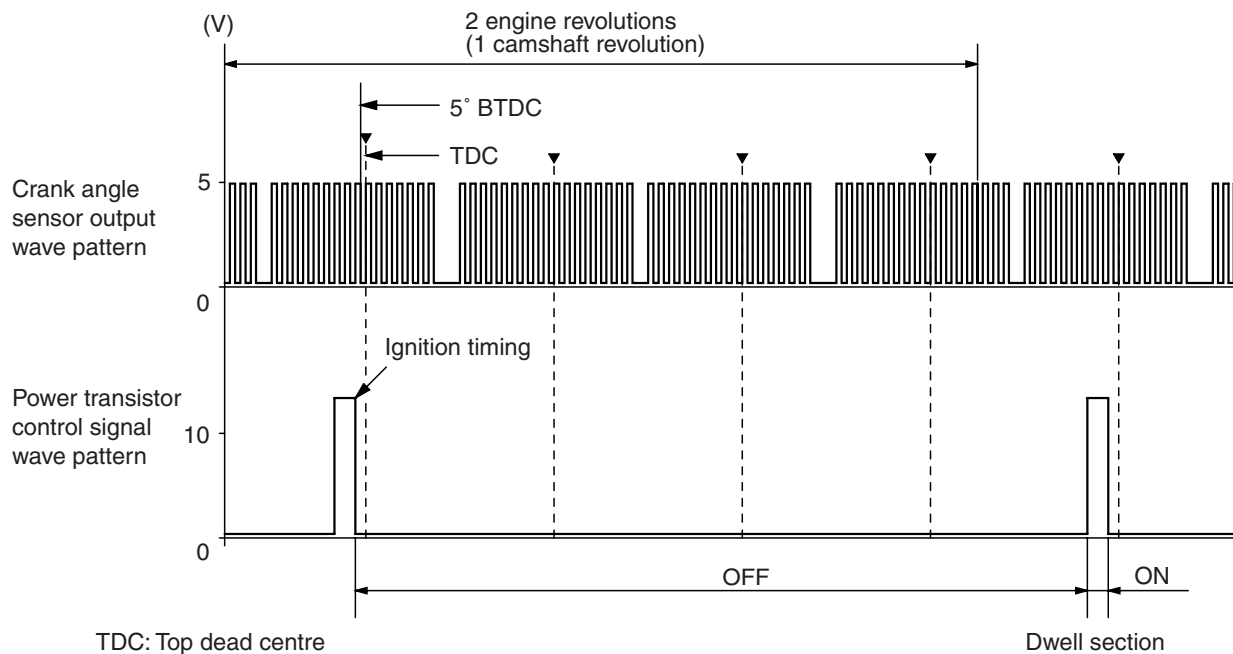 (V)
2 engine revolutions
(1 camshaft revolution)
5˚ BTDC
TDC
Crank angle
sensor output
wave pattern
5
0
Ignition timing
Power transistor
control signal
wave pattern
10
0
OFF
ON
TDC: Top dead centre
Dwell section